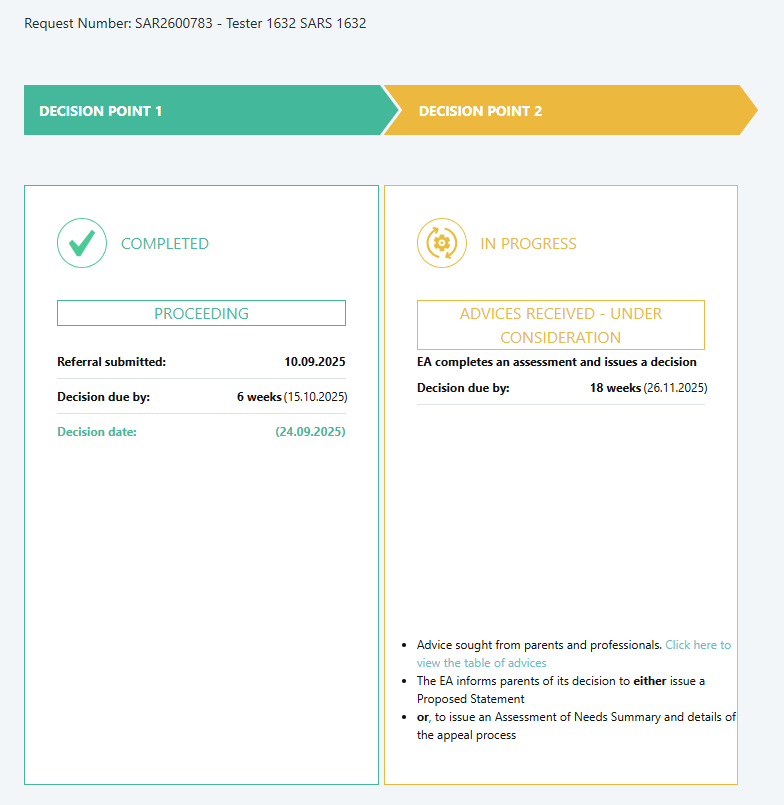 Request Number: SAR2600783 - Tester 1632 SARS 1632
DECISION POINT 1
DECISION POINT 2
COMPLETED
PROCEEDING
Referral submitted: 10.09.2025
Decision due by: 6 weeks (15.10.2025)
Decision date: (24.09.2025)
IN PROGRESS
ADVICES RECEIVED - UNDER
CONSIDERATION
EA completes an assessment and issues a decision
Decision due by: 18 weeks (26.11.2025)
• Advice sought from parents and professionals. Click here to
view the table of advices
• The EA informs parents of its decision to either issue a
Proposed Statement
• or, to issue an Assessment of Needs Summary and details of
the appeal process